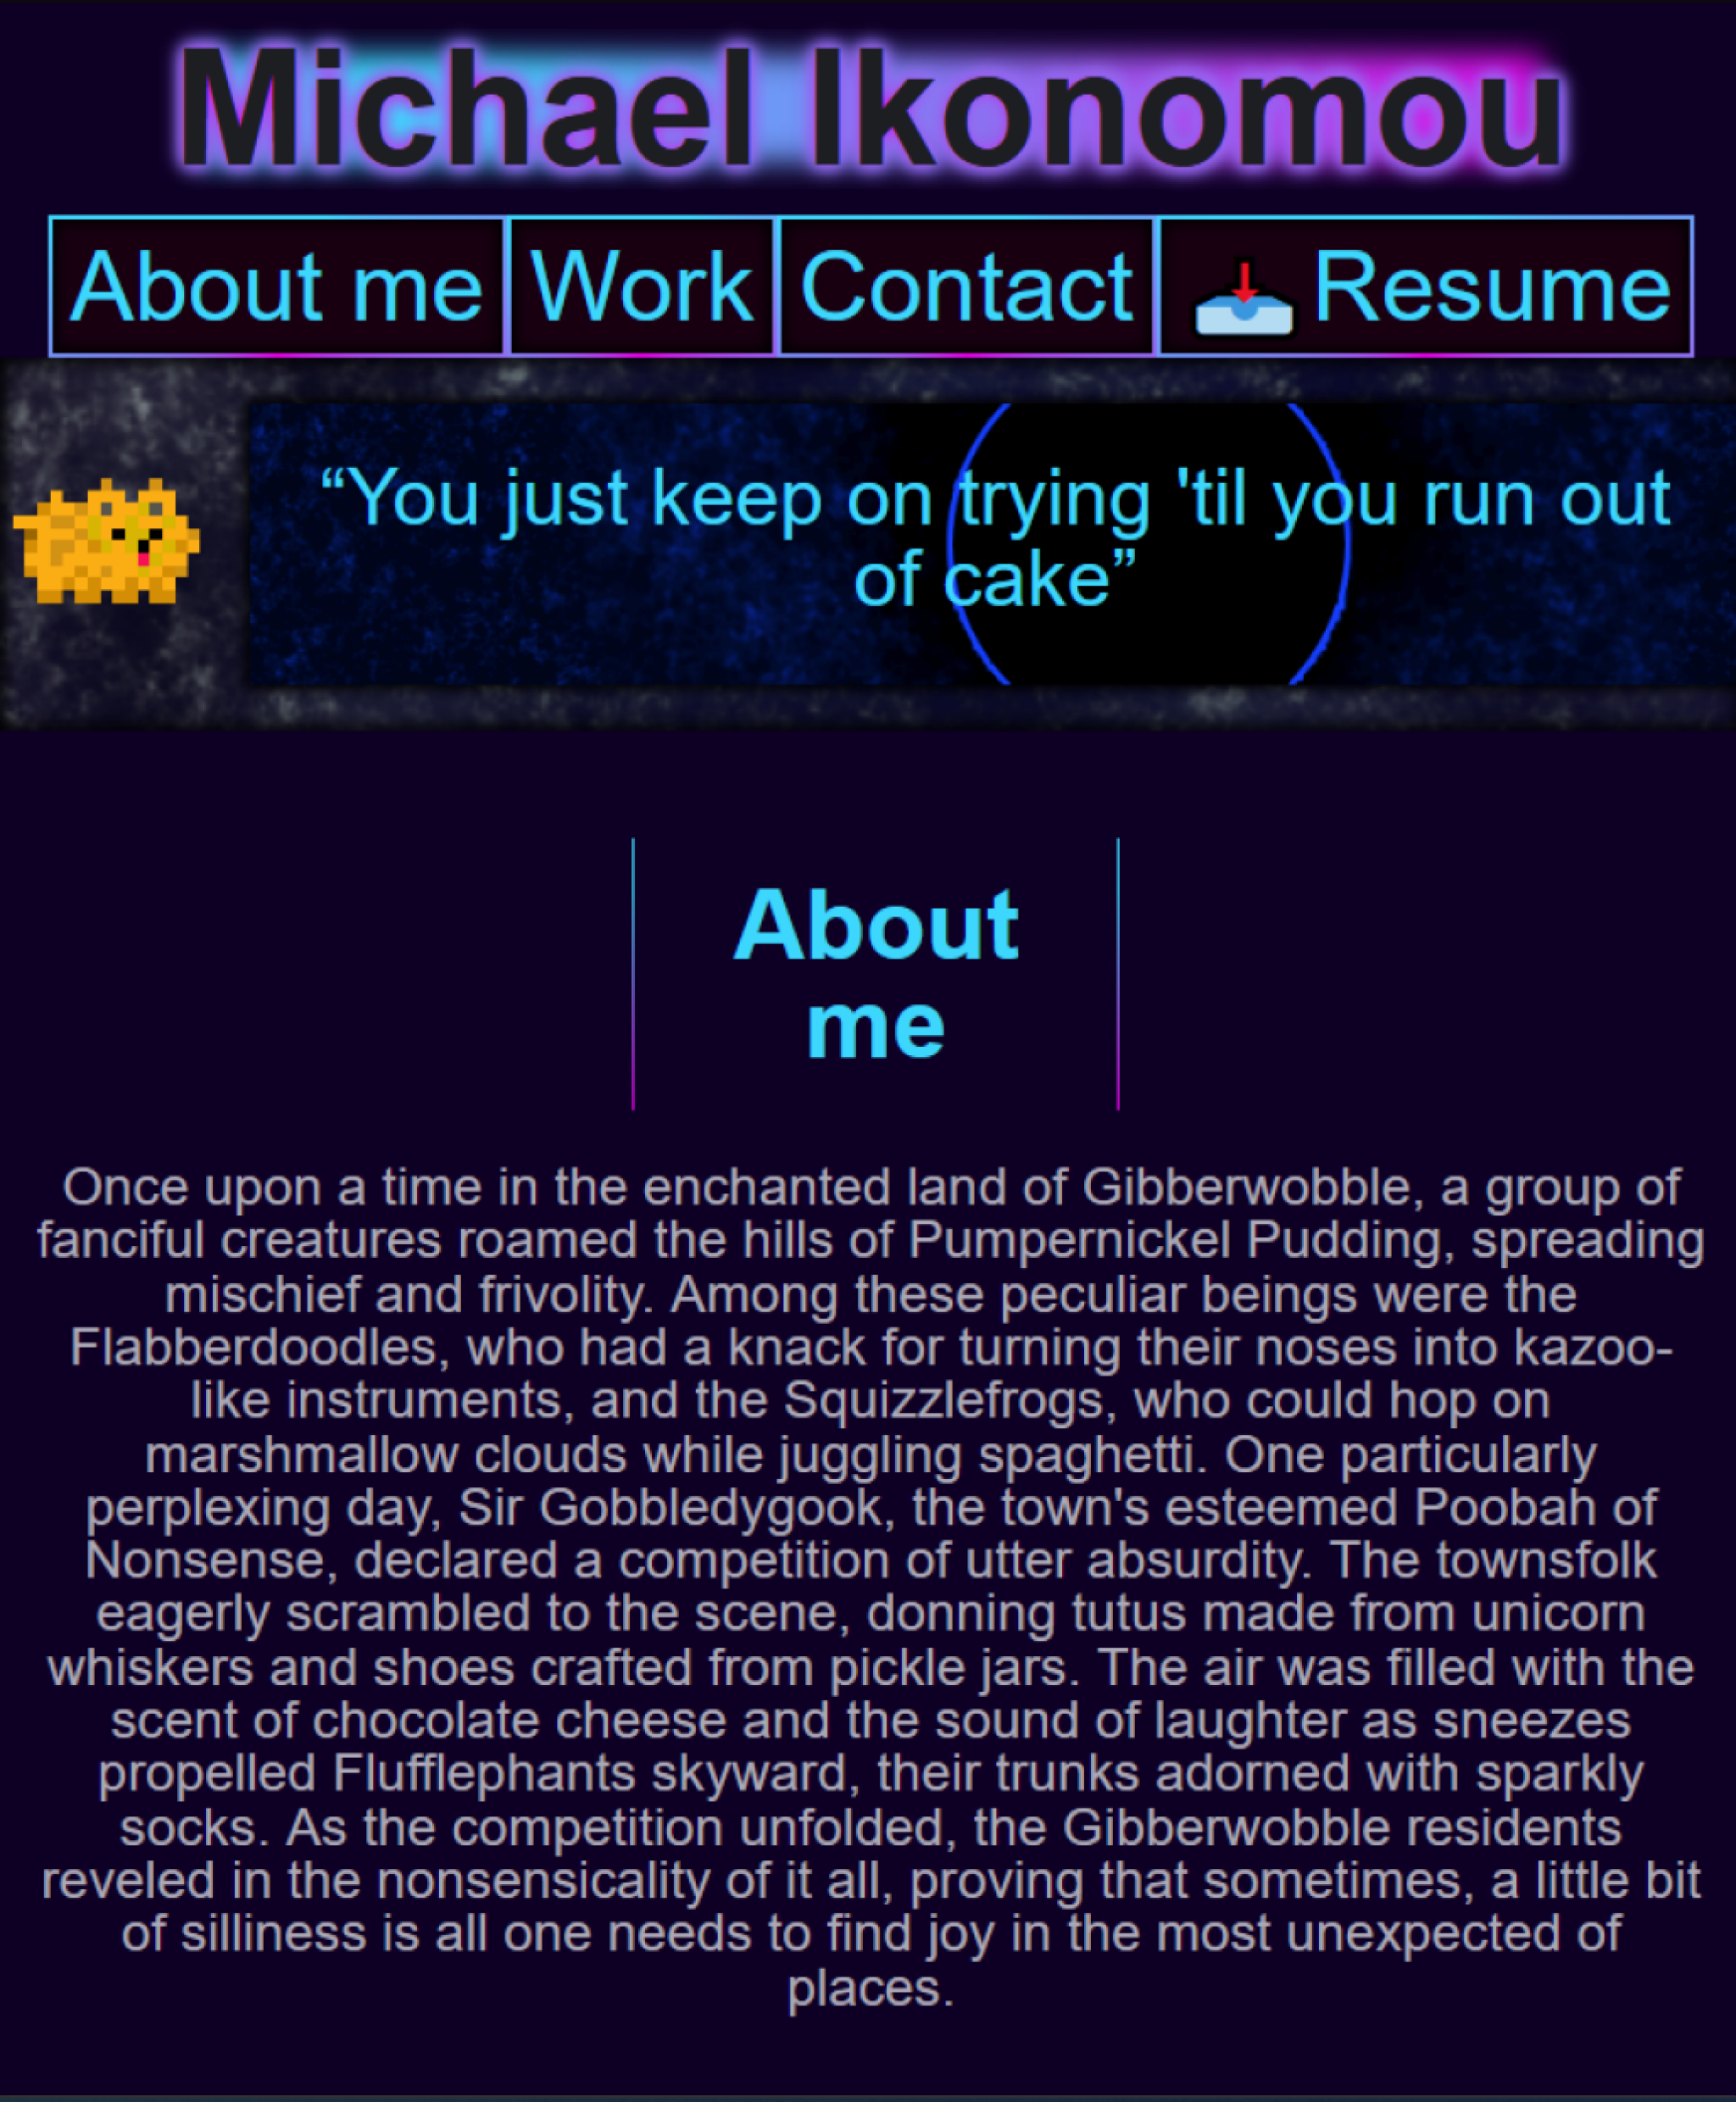 Michael Ikonomou
About me Work Contact Resume
“You just keep on trying 'til you run out
of cake”
About
me
Once upon a time in the enchanted land of Gibberwobble, a group of
fanciful creatures roamed the hills of Pumpernickel Pudding, spreading
mischief and frivolity. Among these peculiar beings were the
Flabberdoodles, who had a knack for turning their noses into kazoo-
like instruments, and the Squizzlefrogs, who could hop on
marshmallow clouds while juggling spaghetti. One particularly
perplexing day, Sir Gobbledygook, the town's esteemed Poobah of
Nonsense, declared a competition of utter absurdity. The townsfolk
eagerly scrambled to the scene, donning tutus made from unicorn
whiskers and shoes crafted from pickle jars. The air was filled with the
scent of chocolate cheese and the sound of laughter as sneezes
propelled Flufflephants skyward, their trunks adorned with sparkly
socks. As the competition unfolded, the Gibberwobble residents
reveled in the nonsensicality of it all, proving that sometimes, a little bit
of silliness is all one needs to find joy in the most unexpected of
places.